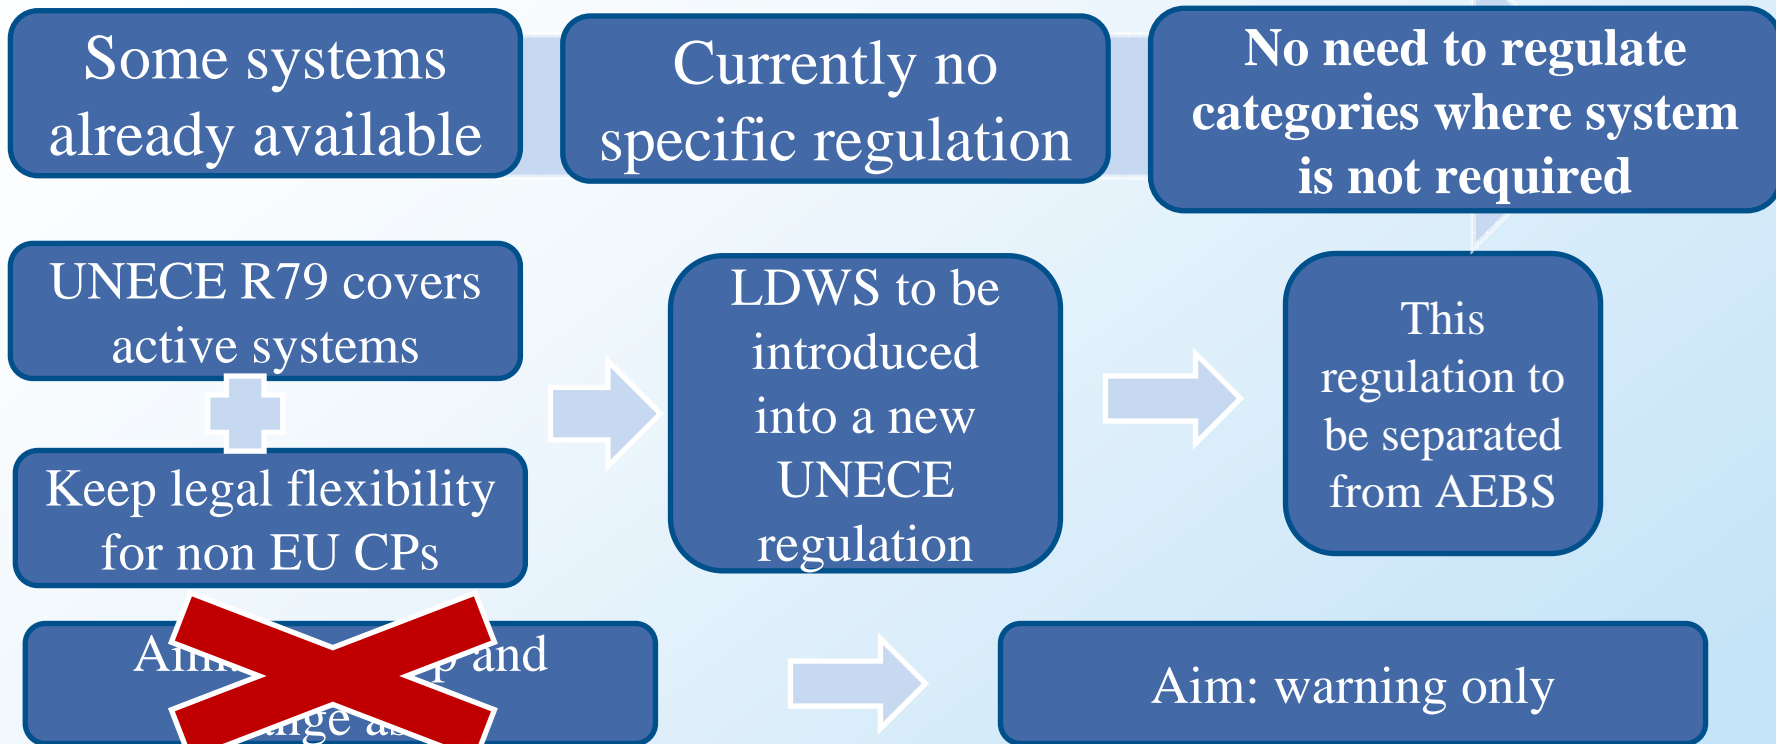 Some systems
already available
Currently no
specific regulation
No need to regulate
categories where system
is not required
UNECE R79 covers
active systems
Keep legal flexibility
for non EU CPs
LDWS to be
introduced
into a new
UNECE
regulation
This
regulation to
be separated
from AEBS
and
Aim: warning only